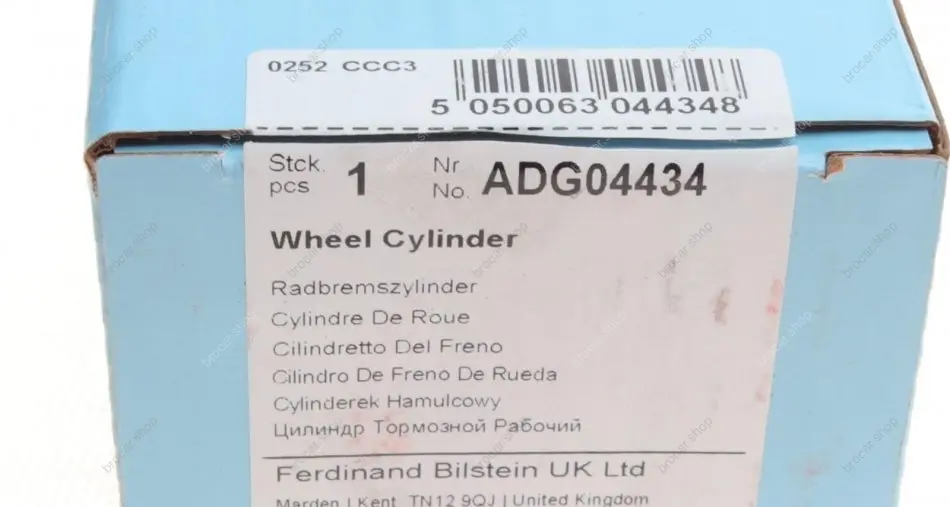 0252 CCC3
5 050063 044348
Stck. pcs 1 Nr No. ADG04434
Wheel Cylinder
Radbremszylinder
Cylindre De Roue
Cilindretto Del Freno
Cilindro De Freno De Rueda
Cylinderek Hamulcowy
Цилиндр Тормозной Рабочий
Ferdinand Bilstein UK Ltd
Marden | Kent TN12 9QJ | United Kingdom
brocar.shop